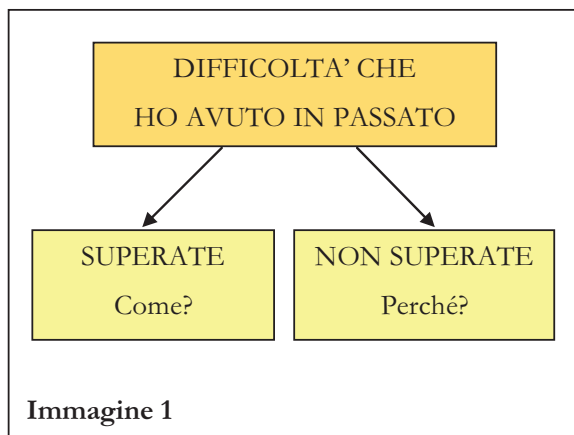 DIFFICOLTA’ CHE
HO AVUTO IN PASSATO
SUPERATE
Come?
NON SUPERATE
Perché?
Immagine 1